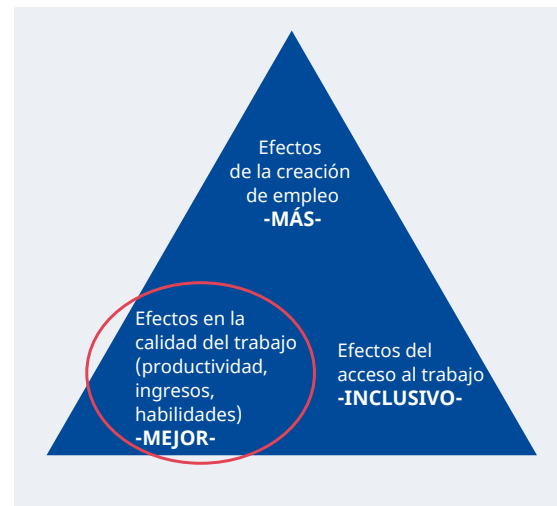 Efectos
de la creación
de empleo
-MÁS-
Efectos en la
calidad del trabajo
(productividad,
ingresos,
habilidades)
-MEJOR-
Efectos del
acceso al trabajo
-INCLUSIVO-